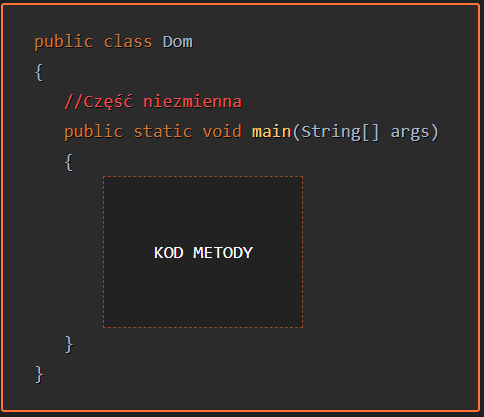 public class Dom
{
//Część niezmienna
public static void main(String[] args)
{
KOD METODY
}
}